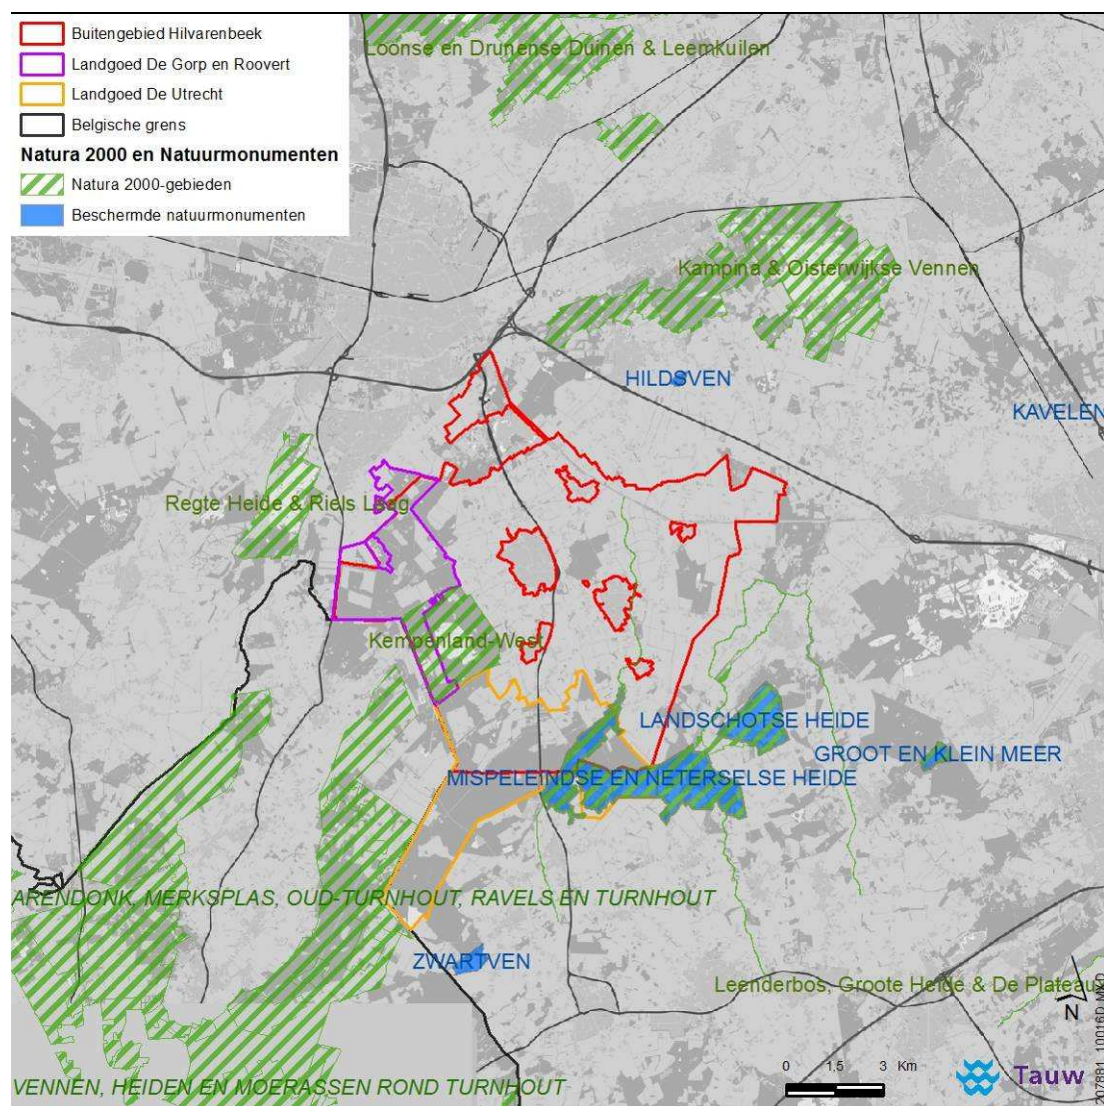 Buitengebied Hilvarenbeek
Landgoed De Gorp en Roovert
Landgoed De Utrecht
Belgische grens
Natura 2000 en Natuurmonumenten
Natura 2000-gebieden
Beschermde natuurmonumenten
Loonse en Drunense Duinen & Leemkuilen
Kampina & Oisterwijkse Vennen
HILDSVEN
KAVELEN
Regte Heide & Riels Laag
Kempenland-West
LANDSCHOTSE HEIDE
GROOT EN KLEIN MEER
MISPELEINDSE EN NETERSELSE HEIDE
ARENDONK, MERKSPLAS, OUD-TURNHOUT, RAVELS EN TURNHOUT
ZWARTVEN
Leenderbos, Groote Heide & De Plateaux
N
0 1,5 3 Km
Tauw
VENNEN, HEIDEN EN MOERASSEN ROND TURNHOUT
207881_10016D.MXD